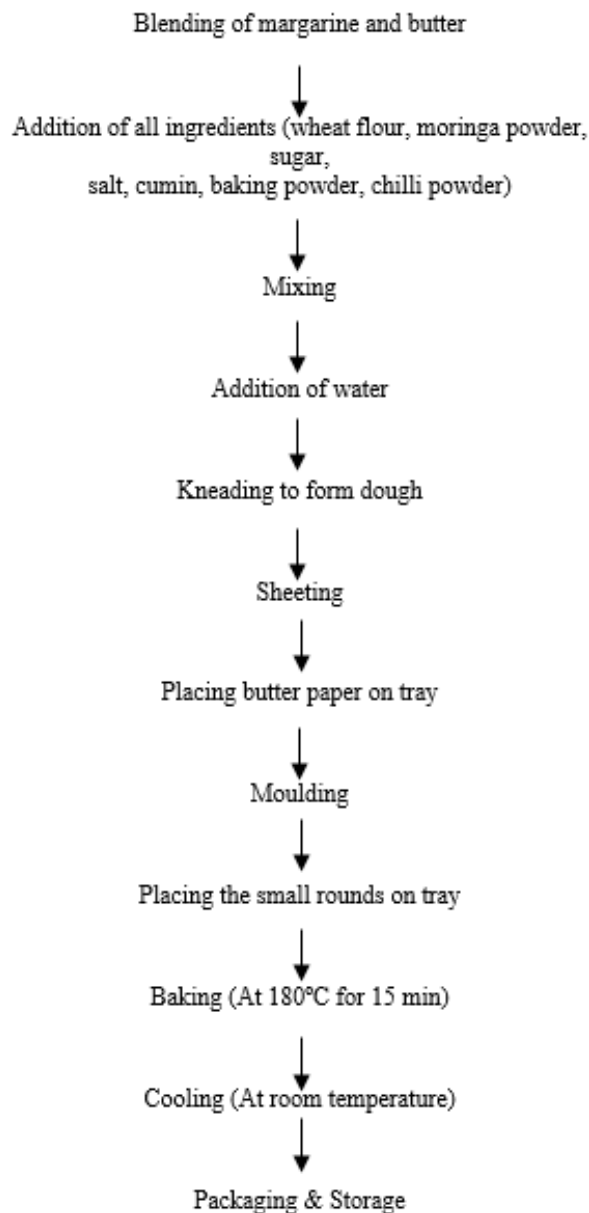 Blending of margarine and butter
Addition of all ingredients (wheat flour, moringa powder,
sugar,
salt, cumin, baking powder, chilli powder)
Mixing
Addition of water
Kneading to form dough
Sheeting
Placing butter paper on tray
Moulding
Placing the small rounds on tray
Baking (At 180°C for 15 min)
Cooling (At room temperature)
Packaging & Storage